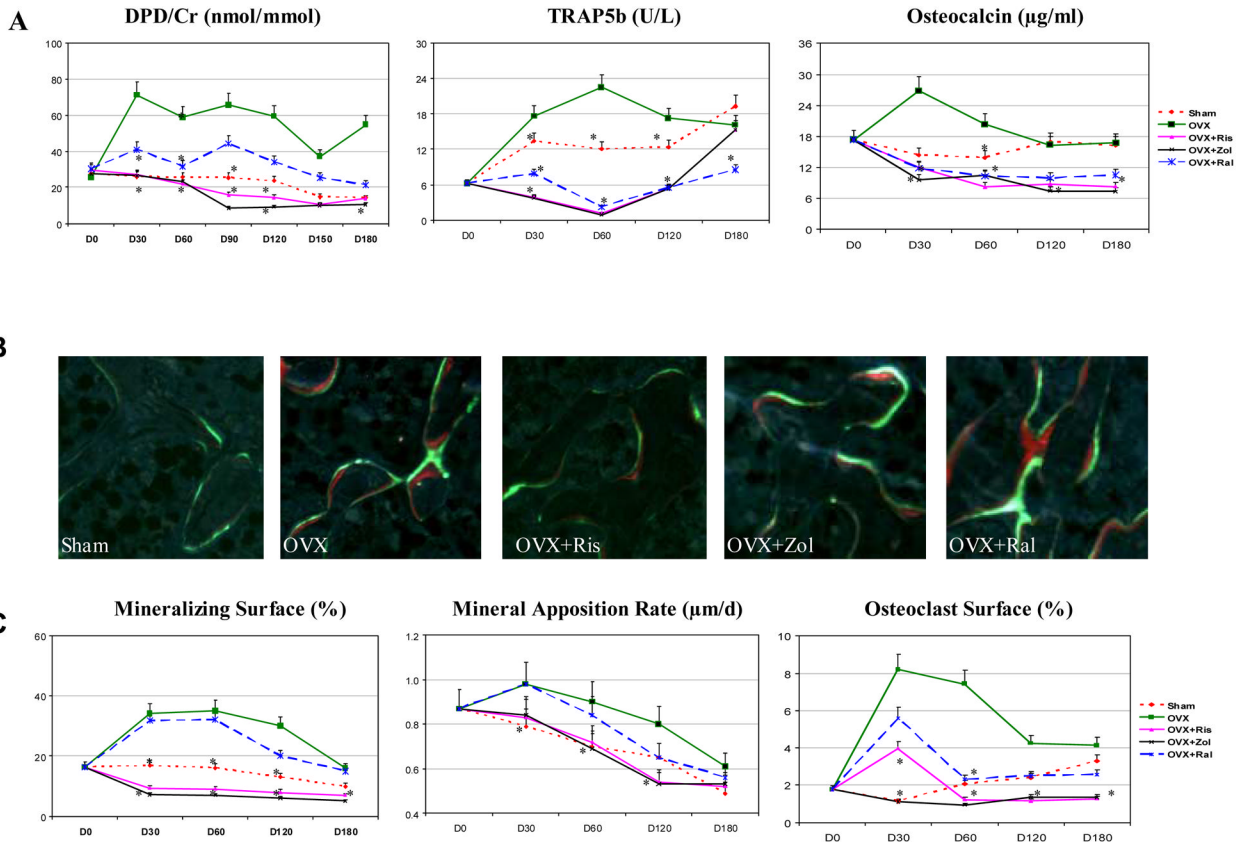 A
DPD/Cr (nmol/mmol)
TRAP5b (U/L)
Osteocalcin (µg/ml)
100
80
60
40
20
0
D0 D30 D60 D90 D120 D150 D180
* * * * * * * *
30
24
18
12
6
0
D0 D30 D60 D120 D180
* * * * * * * * *
36
30
24
18
12
6
0
D0 D30 D60 D120 D180
* * * * *
Sham
OVX
OVX+Ris
OVX+Zol
OVX+Ral
B
Sham
OVX
OVX+Ris
OVX+Zol
OVX+Ral
C
Mineralizing Surface (%)
Mineral Apposition Rate (µm/d)
Osteoclast Surface (%)
60
40
20
0
D0 D30 D60 D120 D180
* * * * * * *
1.2
1.0
0.8
0.6
0.4
D0 D30 D60 D120 D180
* * *
10
8
6
4
2
0
D0 D30 D60 D120 D180
* * * * * *
Sham
OVX
OVX+Ris
OVX+Zol
OVX+Ral